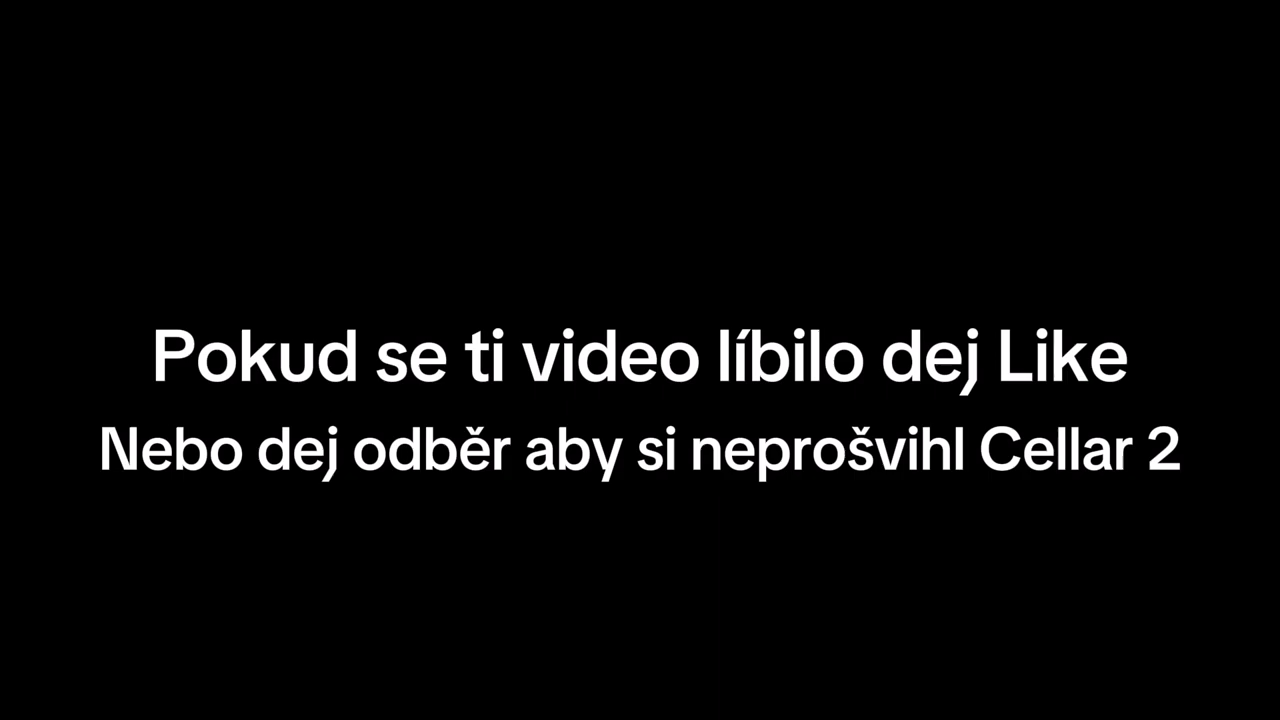 Pokud se ti video líbilo dej Like
Nebo dej odběr aby si neprošvihl Cellar 2